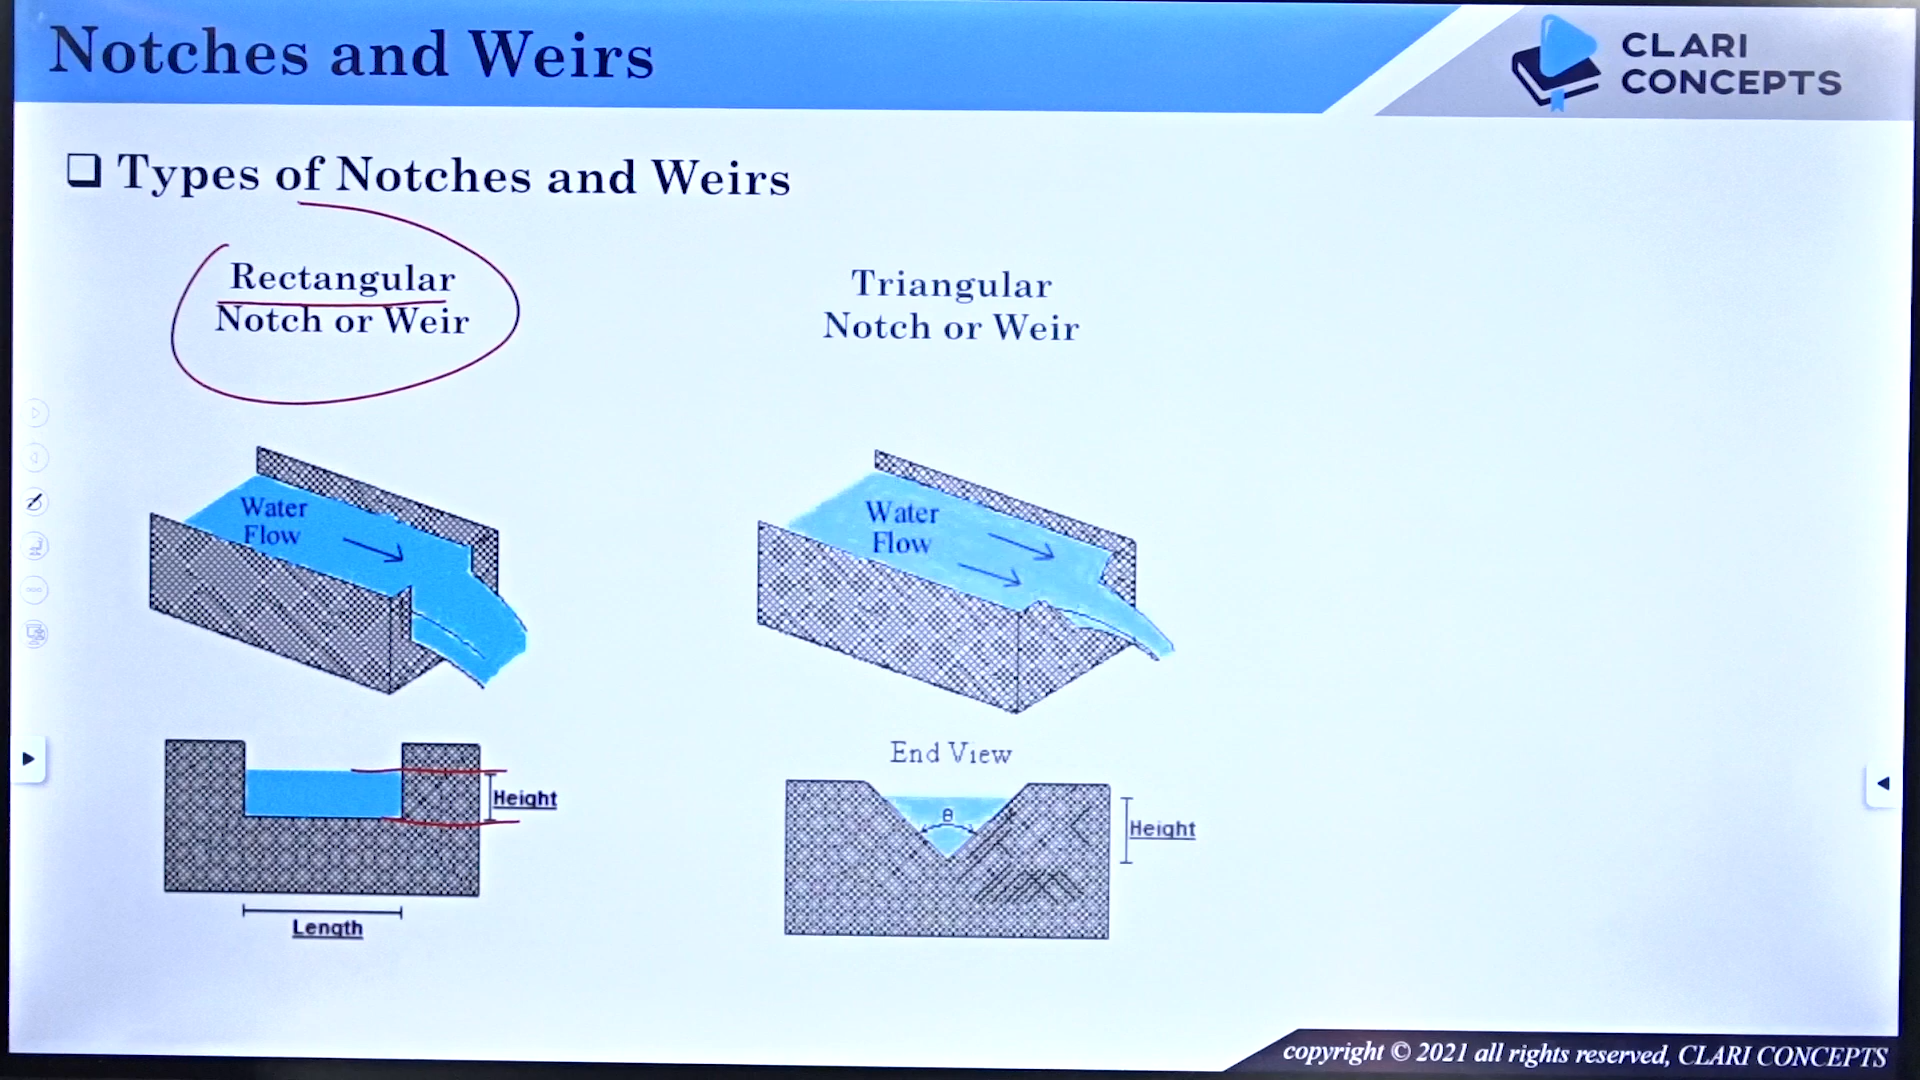 Notches and Weirs
CLARI
CONCEPTS
❑ Types of Notches and Weirs
Rectangular
Notch or Weir
Triangular
Notch or Weir
Water
Flow
Water
Flow
Height
Length
End View
θ
Height
copyright © 2021 all rights reserved, CLARI CONCEPTS